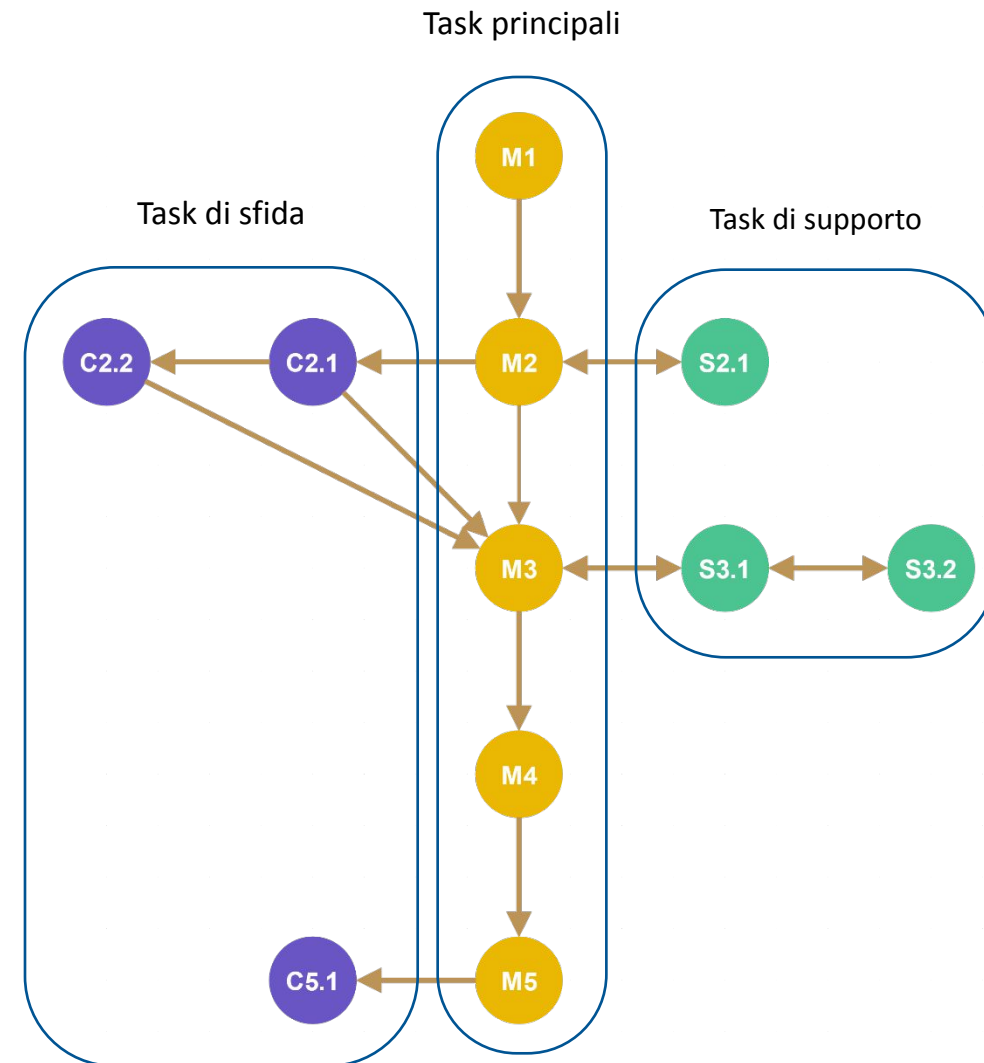 Task principali
M1
Task di sfida
Task di supporto
C2.2
C2.1
M2
S2.1
M3
S3.1
S3.2
M4
C5.1
M5